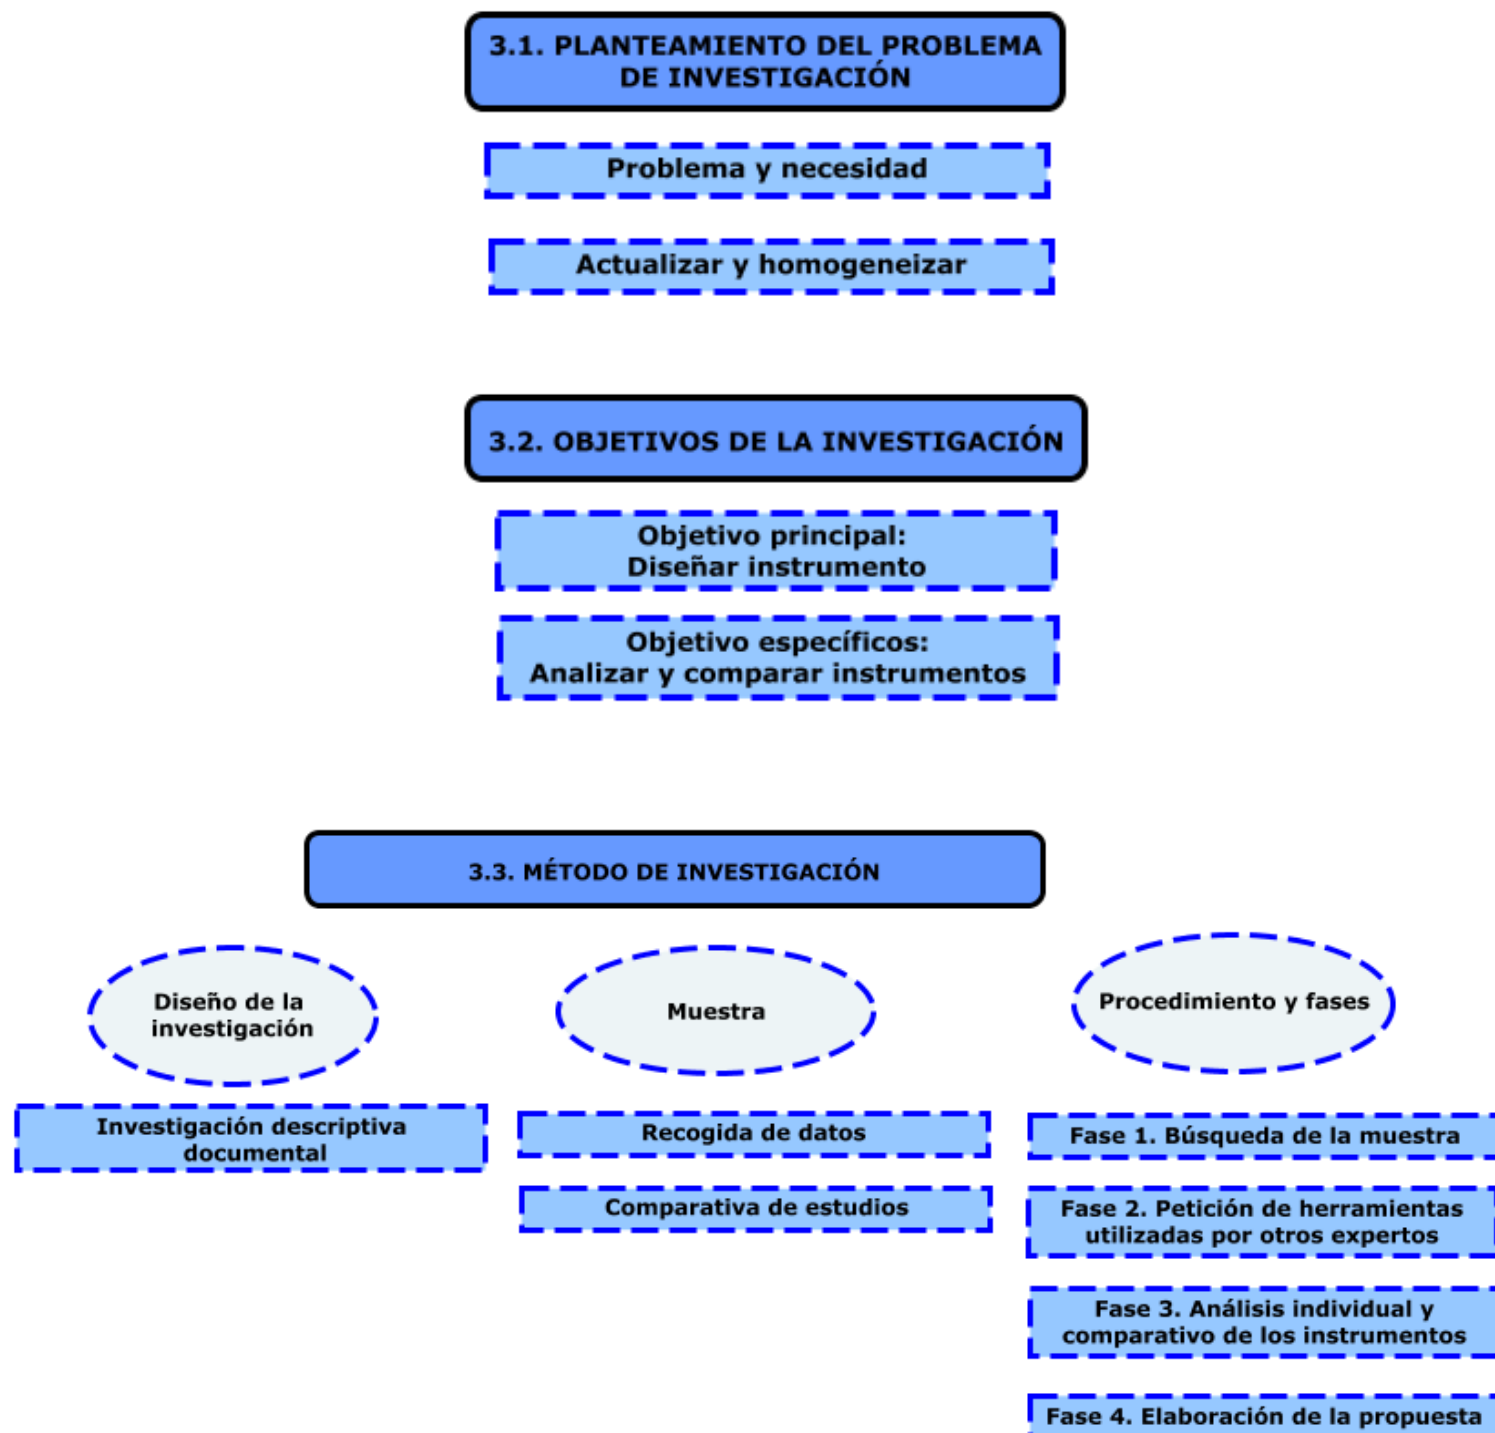 3.1. PLANTEAMIENTO DEL PROBLEMA
DE INVESTIGACIÓN
Problema y necesidad
Actualizar y homogeneizar
3.2. OBJETIVOS DE LA INVESTIGACIÓN
Objetivo principal:
Diseñar instrumento
Objetivo específicos:
Analizar y comparar instrumentos
3.3. MÉTODO DE INVESTIGACIÓN
Diseño de la
investigación
Investigación descriptiva
documental
Muestra
Recogida de datos
Comparativa de estudios
Procedimiento y fases
Fase 1. Búsqueda de la muestra
Fase 2. Petición de herramientas
utilizadas por otros expertos
Fase 3. Análisis individual y
comparativo de los instrumentos
Fase 4. Elaboración de la propuesta